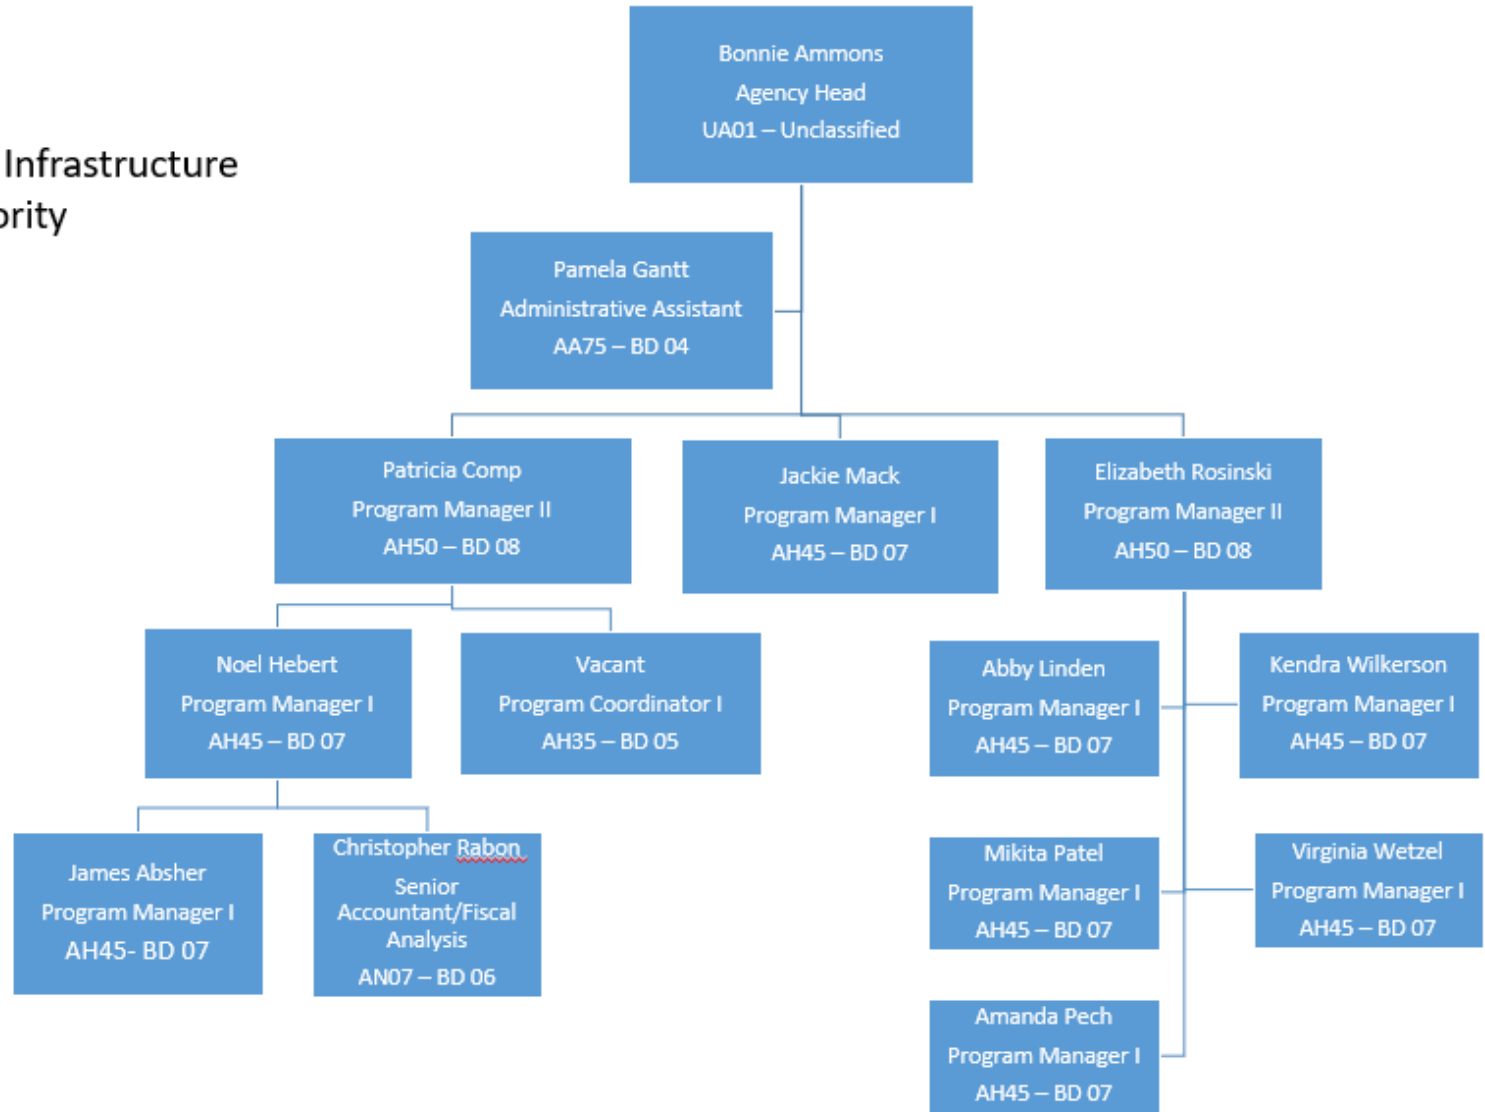 Infrastructure
ority
Bonnie Ammons
Agency Head
UA01 – Unclassified
Pamela Gantt
Administrative Assistant
AA75 – BD 04
Patricia Comp
Program Manager II
AH50 – BD 08
Jackie Mack
Program Manager I
AH45 – BD 07
Elizabeth Rosinski
Program Manager II
AH50 – BD 08
Noel Hebert
Program Manager I
AH45 – BD 07
Vacant
Program Coordinator I
AH35 – BD 05
Abby Linden
Program Manager I
AH45 – BD 07
Kendra Wilkerson
Program Manager I
AH45 – BD 07
James Absher
Program Manager I
AH45- BD 07
Christopher Rabon
Senior
Accountant/Fiscal
Analysis
AN07 – BD 06
Mikita Patel
Program Manager I
AH45 – BD 07
Virginia Wetzel
Program Manager I
AH45 – BD 07
Amanda Pech
Program Manager I
AH45 – BD 07